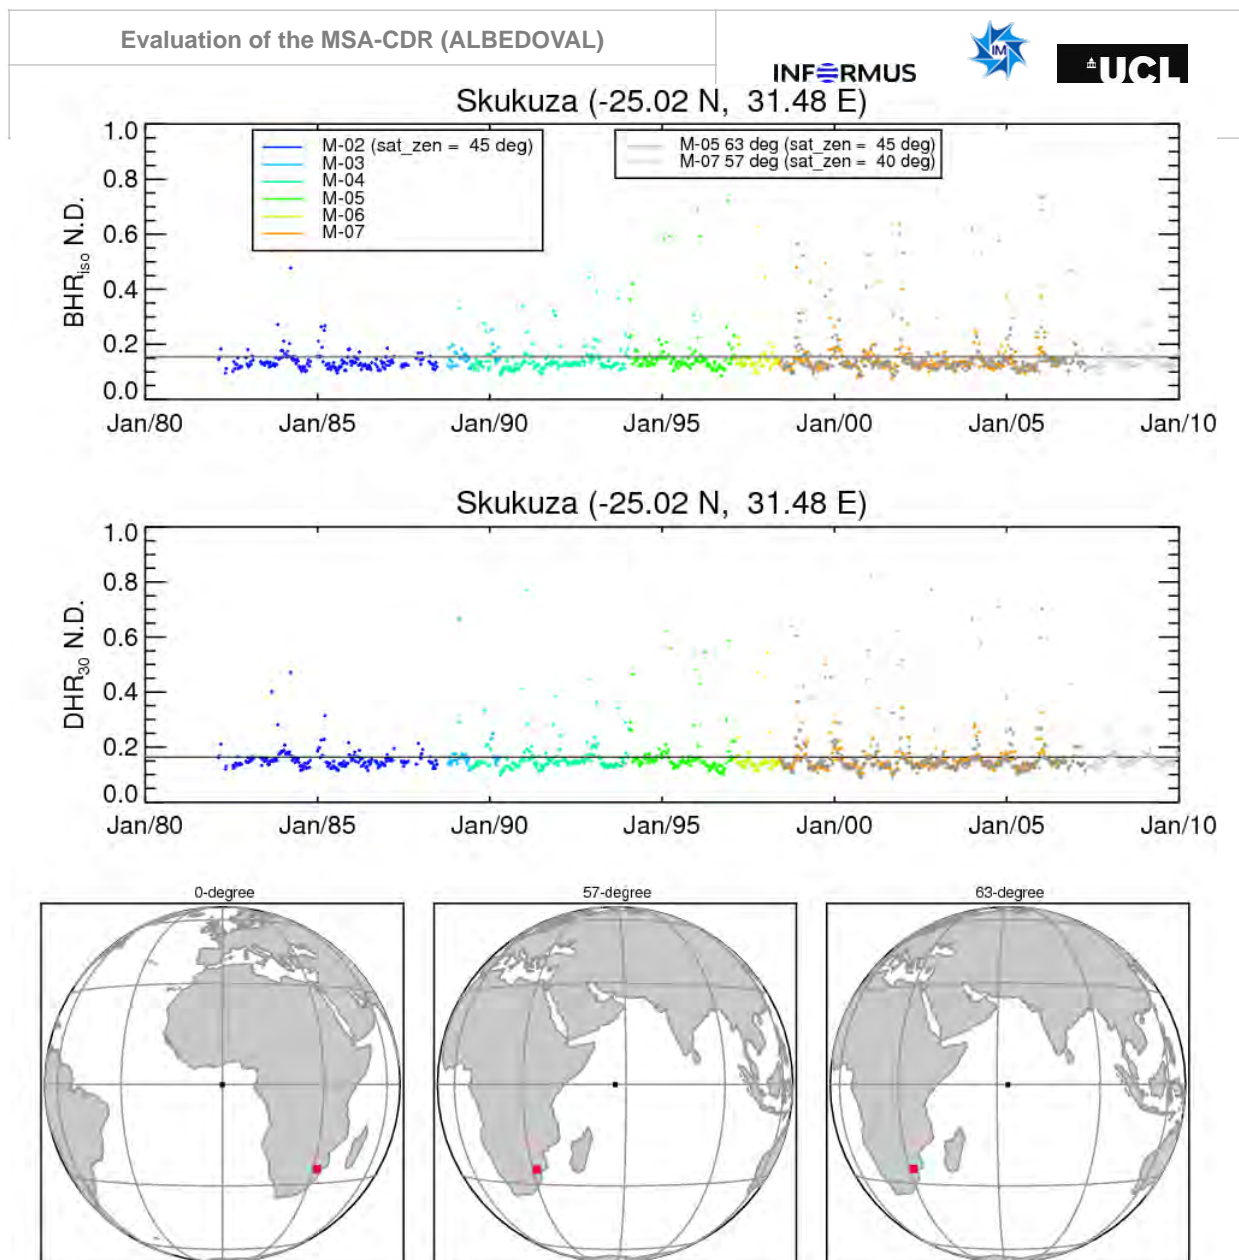 Evaluation of the MSA-CDR (ALBEDOVAL)
INFORMUS
IM
UCL
Skukuza (-25.02 N, 31.48 E)
1.0
0.8
0.6
0.4
0.2
0.0
BHRiso N.D.
M-02 (sat_zen = 45 deg)
M-03
M-04
M-05
M-06
M-07
M-05 63 deg (sat_zen = 45 deg)
M-07 57 deg (sat_zen = 40 deg)
Jan/80 Jan/85 Jan/90 Jan/95 Jan/00 Jan/05 Jan/10
Skukuza (-25.02 N, 31.48 E)
1.0
0.8
0.6
0.4
0.2
0.0
DHR30 N.D.
Jan/80 Jan/85 Jan/90 Jan/95 Jan/00 Jan/05 Jan/10
0-degree 57-degree 63-degree